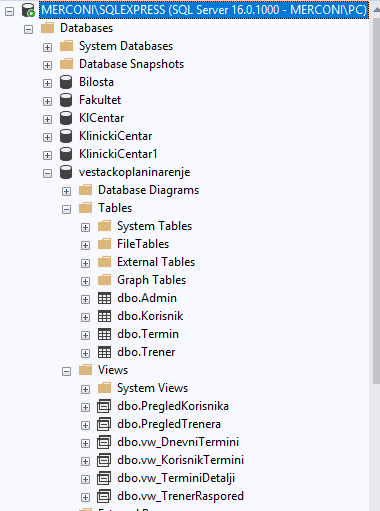 MERCONI\SQLEXPRESS (SQL Server 16.0.1000 - MERCONI\PC)
Databases
System Databases
Database Snapshots
Bilosta
Fakultet
KlCentar
KlinickiCentar
KlinickiCentar1
vestackoplaninarenje
Database Diagrams
Tables
System Tables
FileTables
External Tables
Graph Tables
dbo.Admin
dbo.Korisnik
dbo.Termin
dbo.Trener
Views
System Views
dbo.PregledKorisnika
dbo.PregledTrenera
dbo.vw_DnevniTermini
dbo.vw_KorisnikTermini
dbo.vw_TerminiDetalji
dbo.vw_TrenerRaspored